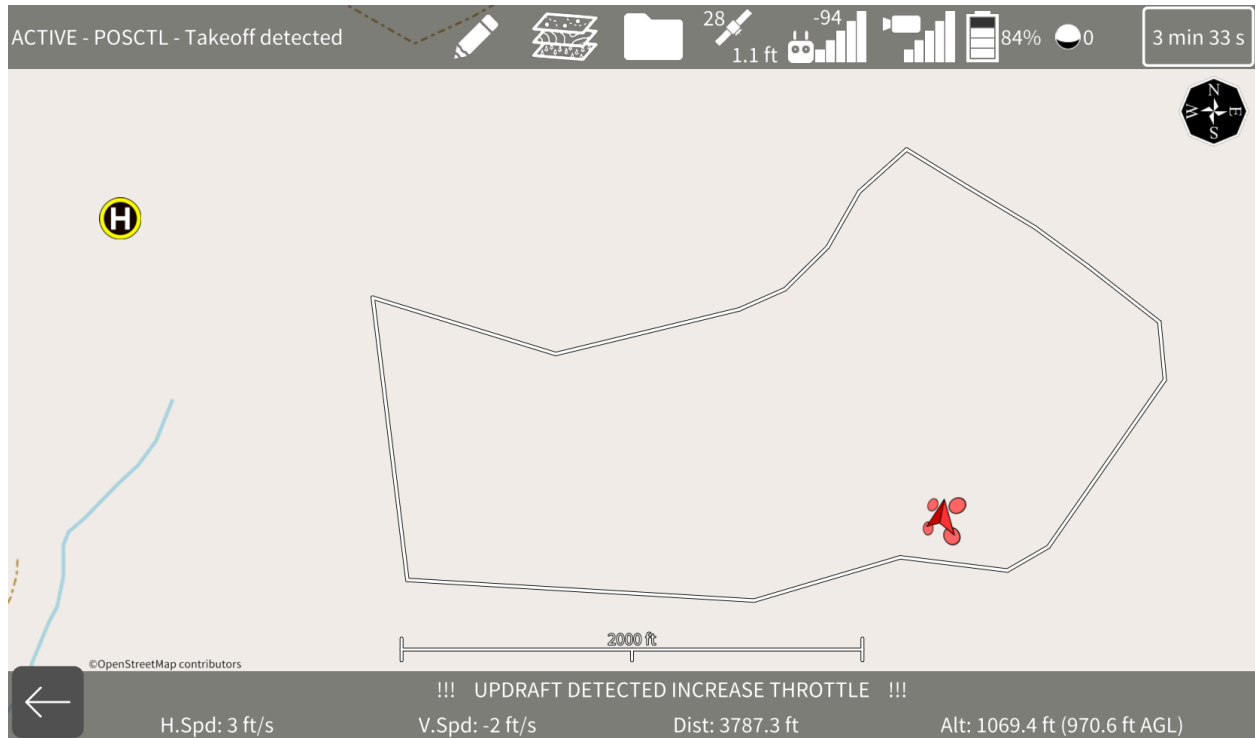 ACTIVE - POSCTL - Takeoff detected
28
1.1 ft
-94
84%
0
3 min 33 s
N
W E
S
H
2000 ft
©OpenStreetMap contributors
!!! UPDRAFT DETECTED INCREASE THROTTLE !!!
H.Spd: 3 ft/s V.Spd: -2 ft/s Dist: 3787.3 ft Alt: 1069.4 ft (970.6 ft AGL)